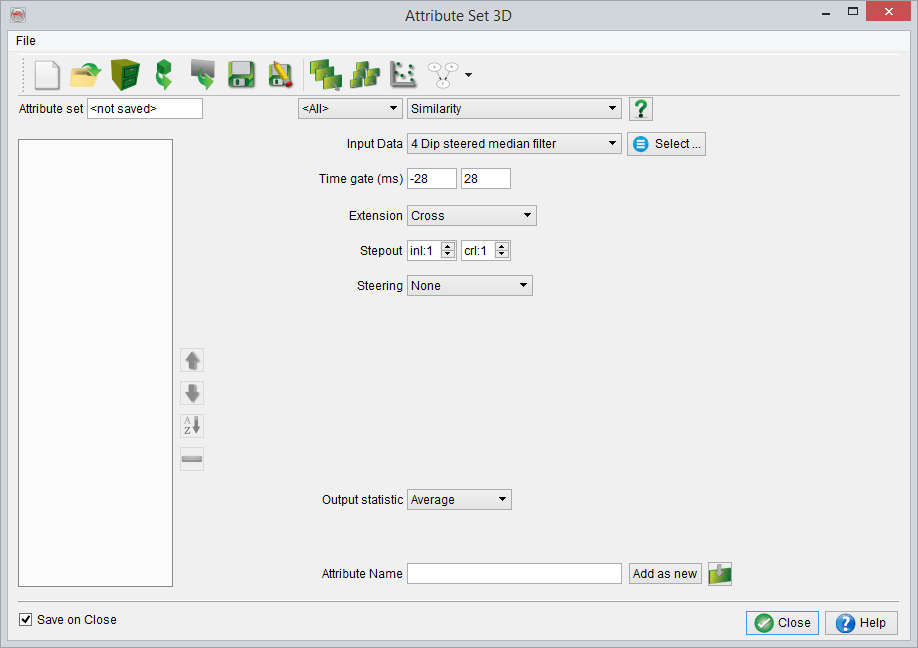 Attribute Set 3D
File
Attribute set <not saved> <All> Similarity ?
Input Data 4 Dip steered median filter Select ...
Time gate (ms) -28 28
Extension Cross
Stepout inl:1 crl:1
Steering None
A
Z
Output statistic Average
Attribute Name Add as new
Save on Close
Close ? Help